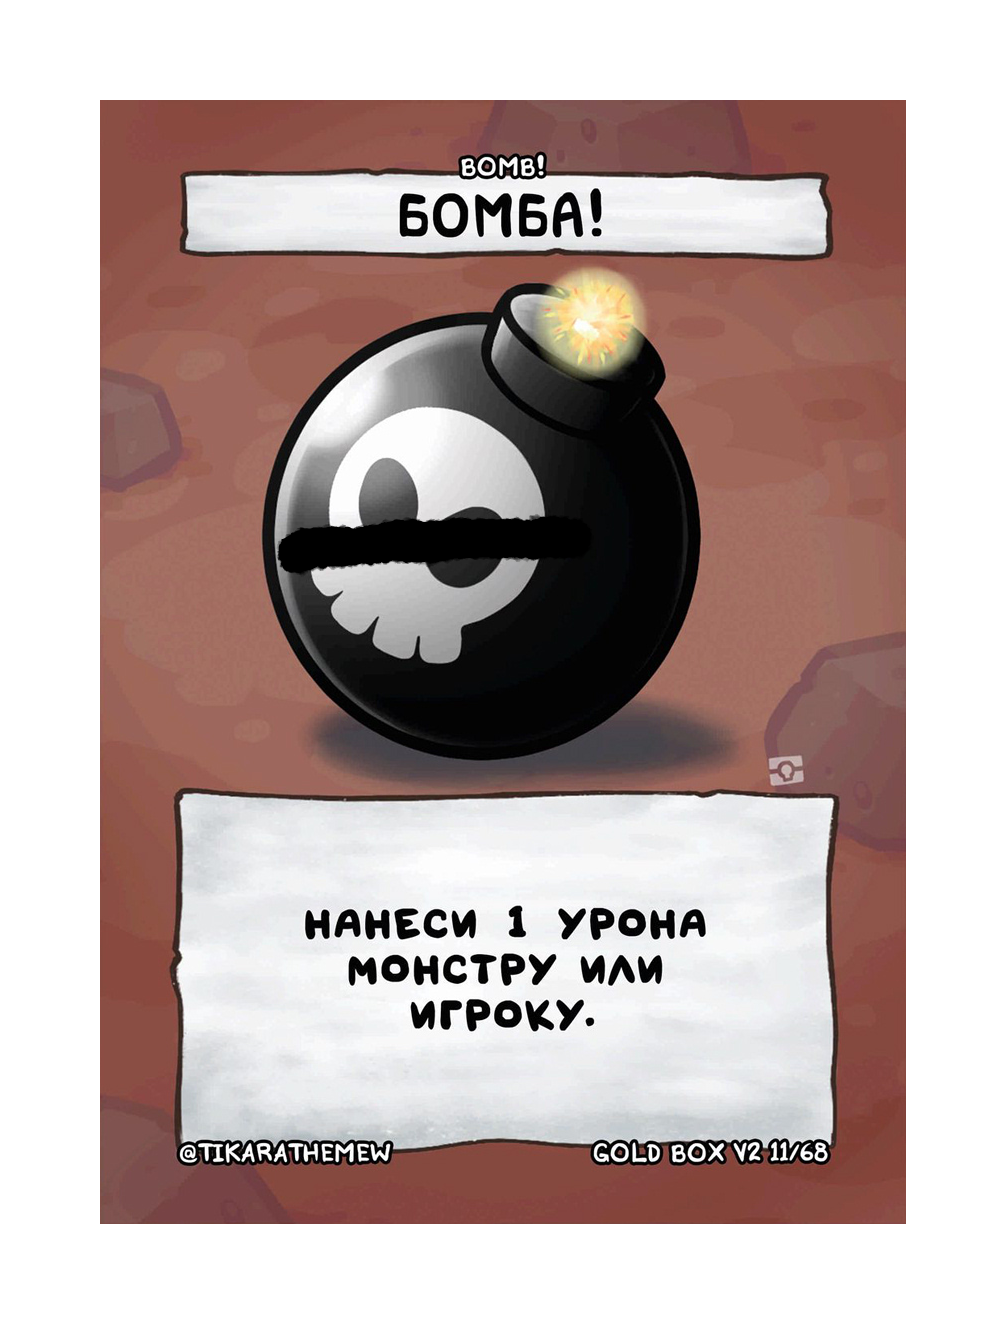 BOMB!
БОМБА!
НАНЕСИ 1 УРОНА
МОНСТРУ ИЛИ
ИГРОКУ.
@TIKARATHEMEW
GOLD BOX V2 11/68